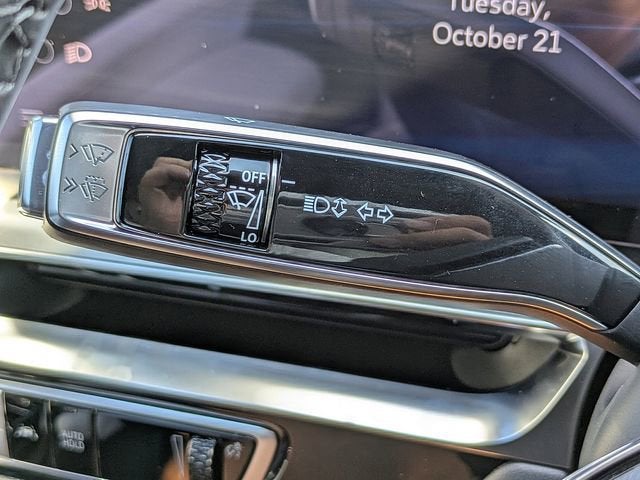 Tuesday,
October 21
OFF
LO
AUTO
HOLD